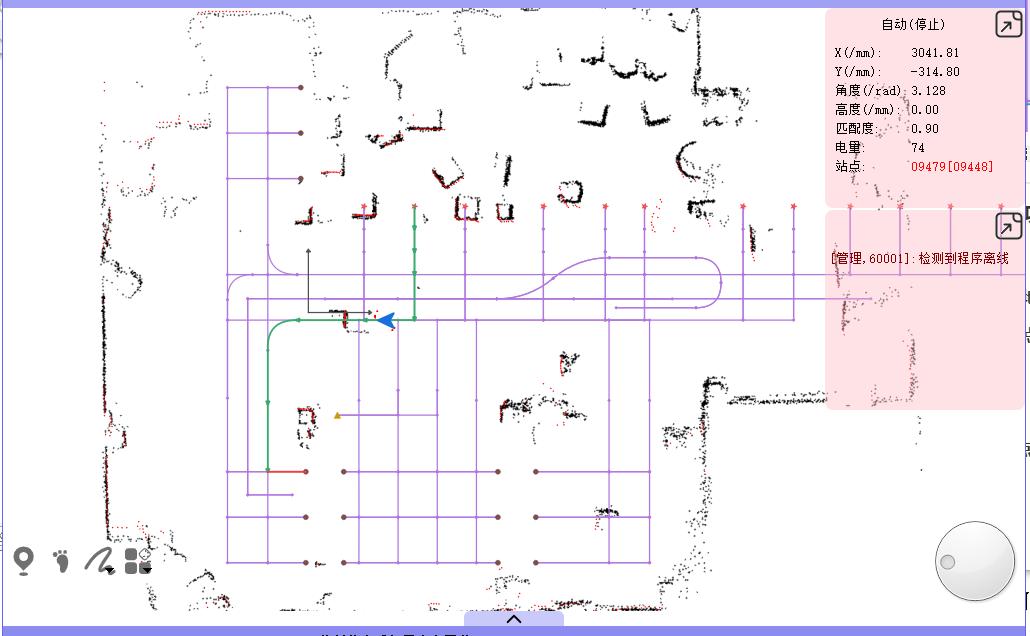 自动(停止)
X(/mm): 3041.81
Y(/mm): -314.80
角度(/rad): 3.128
高度(/mm): 0.00
匹配度: 0.90
电量: 74
站点: 09479[09448]
[管理,60001]:检测到程序离线